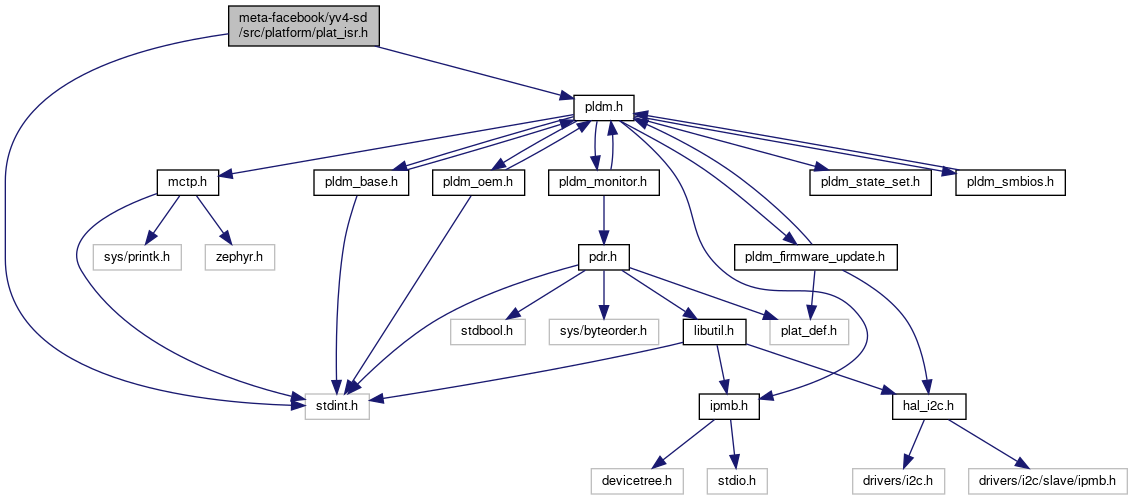 meta-facebook/yv4-sd
/src/platform/plat_isr.h
pldm.h
mctp.h
pldm_base.h
pldm_oem.h
pldm_monitor.h
pldm_state_set.h
pldm_smbios.h
sys/printk.h
zephyr.h
pdr.h
pldm_firmware_update.h
stdbool.h
sys/byteorder.h
libutil.h
plat_def.h
stdint.h
ipmb.h
hal_i2c.h
devicetree.h
stdio.h
drivers/i2c.h
drivers/i2c/slave/ipmb.h